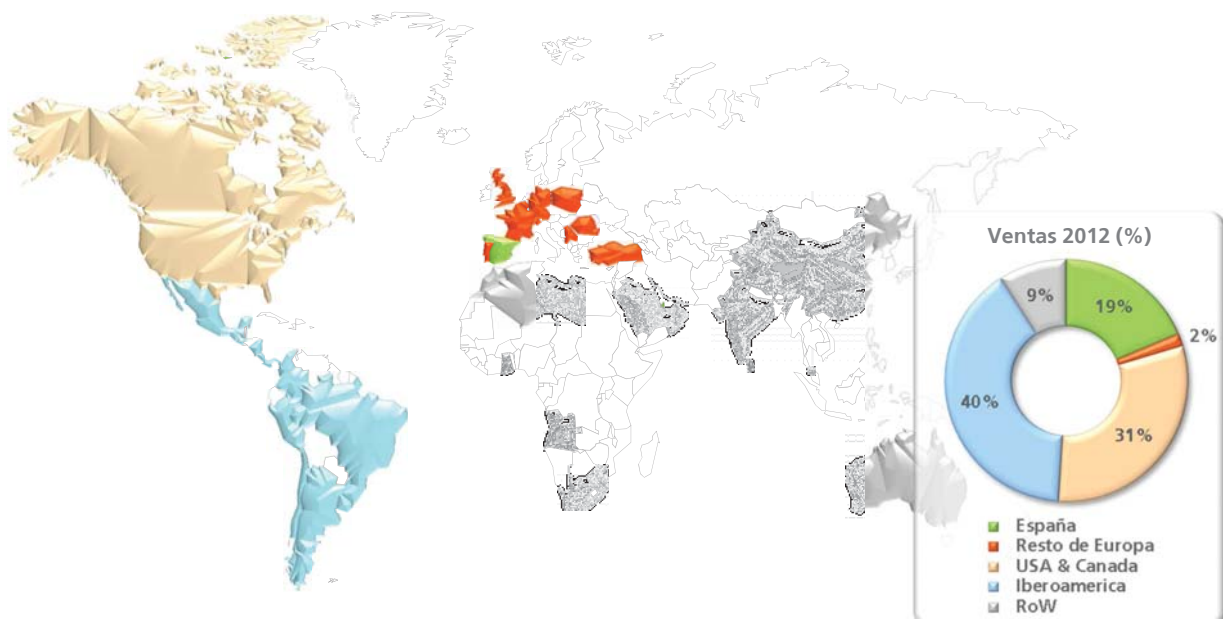 Ventas 2012 (%)
9%
19%
2%
40%
31%
España
Resto de Europa
USA & Canada
Iberoamerica
RoW